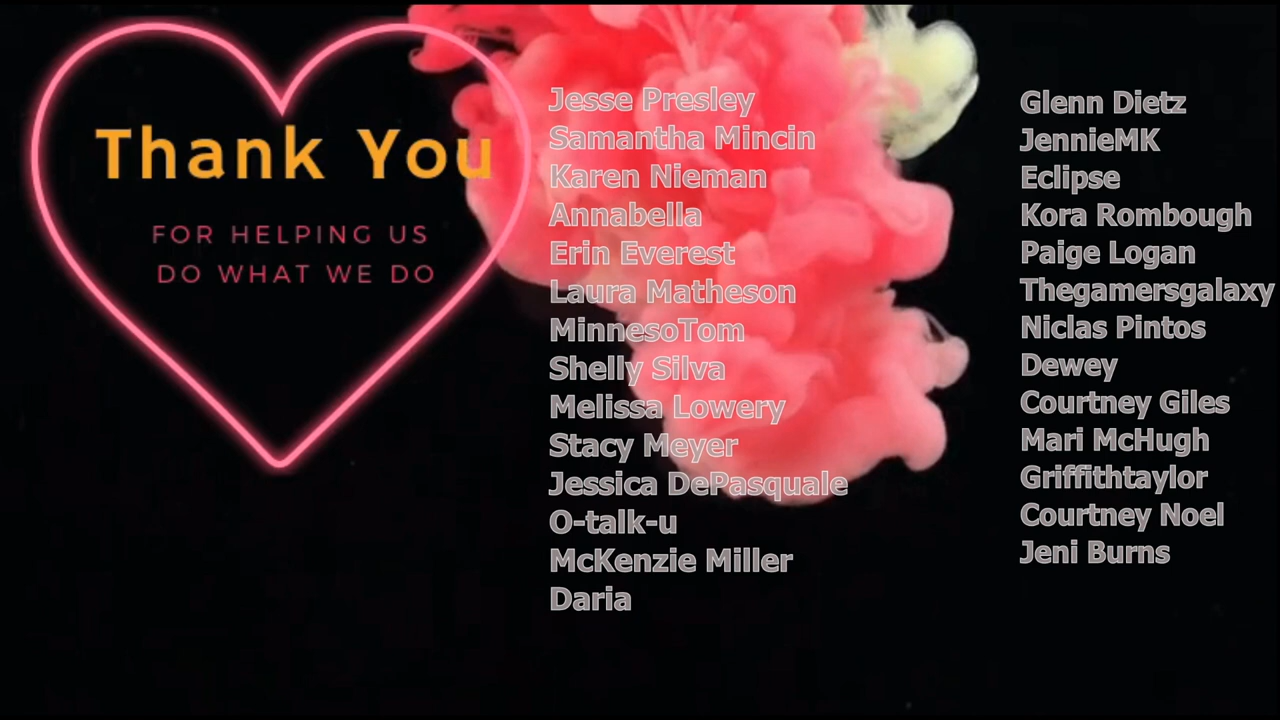 Thank You
FOR HELPING US
DO WHAT WE DO
Jesse Presley
Samantha Mincin
Karen Nieman
Annabella
Erin Everest
Laura Matheson
MinnesoTom
Shelly Silva
Melissa Lowery
Stacy Meyer
Jessica DePasquale
O-talk-u
McKenzie Miller
Daria
Glenn Dietz
JennieMK
Eclipse
Kora Rombough
Paige Logan
Thegamersgalaxy
Niclas Pintos
Dewey
Courtney Giles
Mari McHugh
Griffithtaylor
Courtney Noel
Jeni Burns